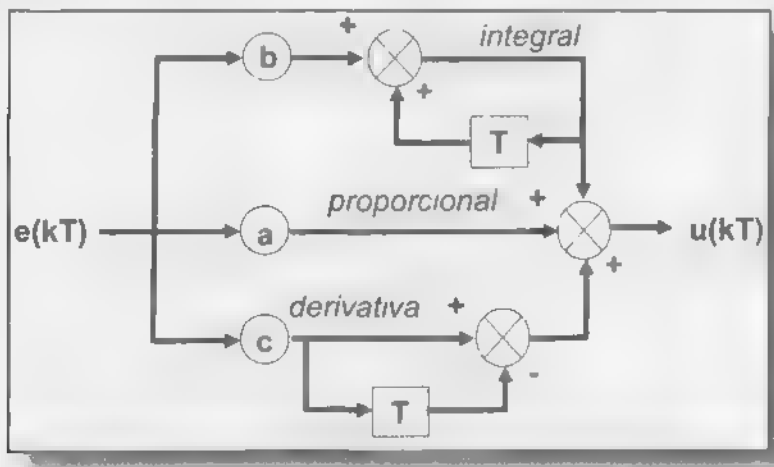 + integral
b
+
T
proporcional +
e(kT) a u(kT)
+
derivativa +
c
-
T